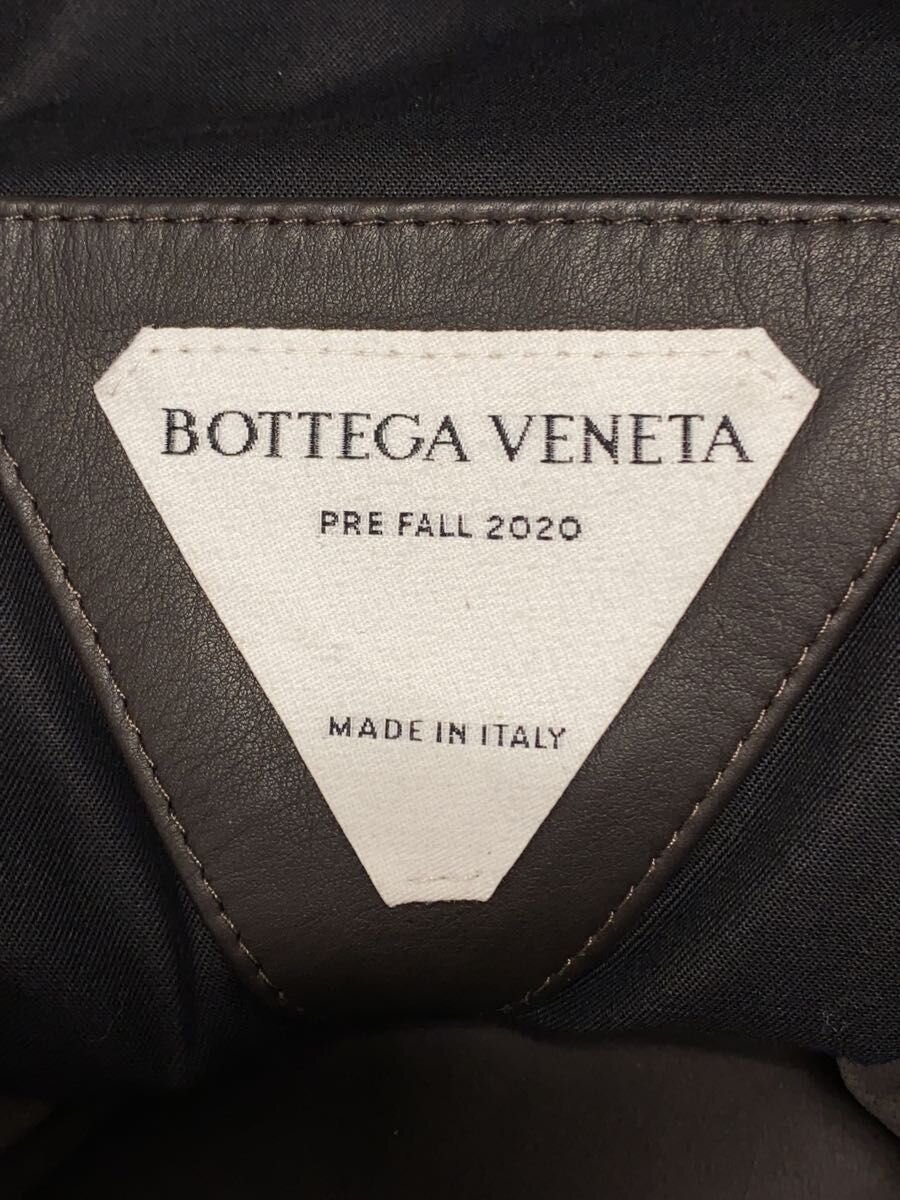 BOTTEGA VENETA
PRE FALL 2020
MADE IN ITALY